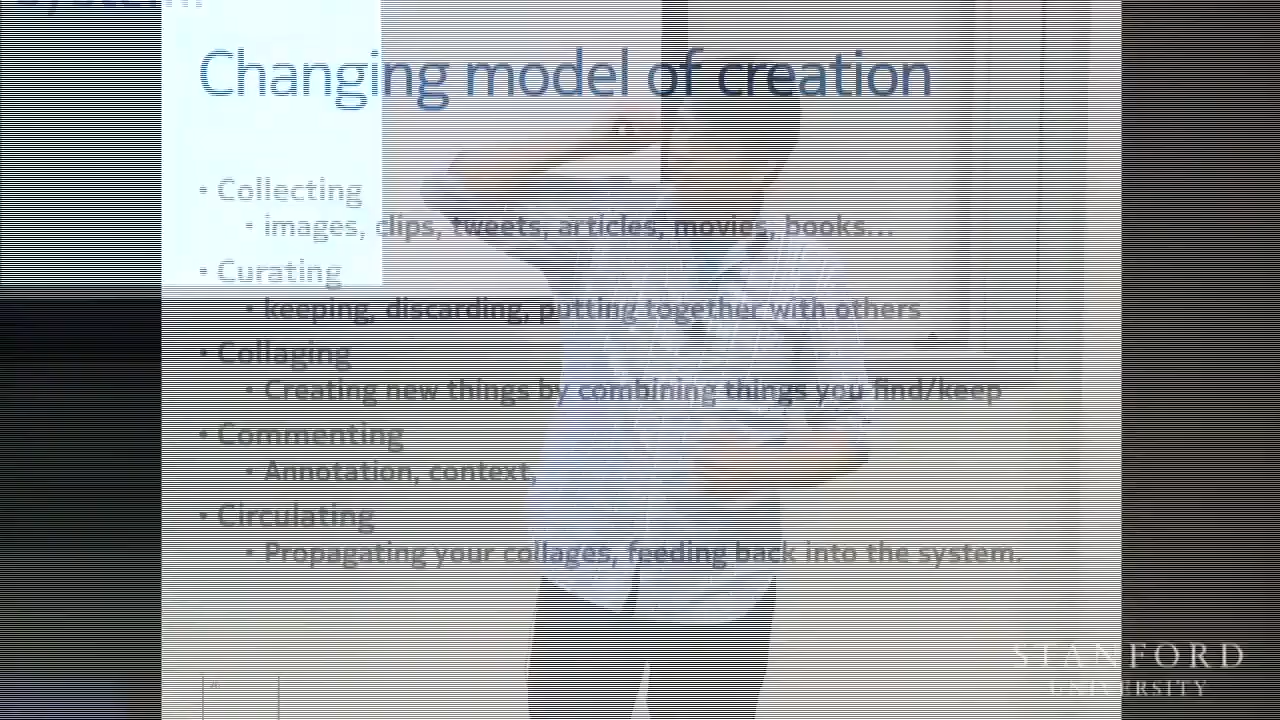 system.
Changing model of creation
• Collecting
• images, clips, tweets, articles, movies, books...
• Curating
• keeping, discarding, putting together with others
• Collaging
• Creating new things by combining things you find/keep
• Commenting
• Annotation, context,
• Circulating
• Propagating your collages, feeding back into the system.
STANFORD
UNIVERSITY